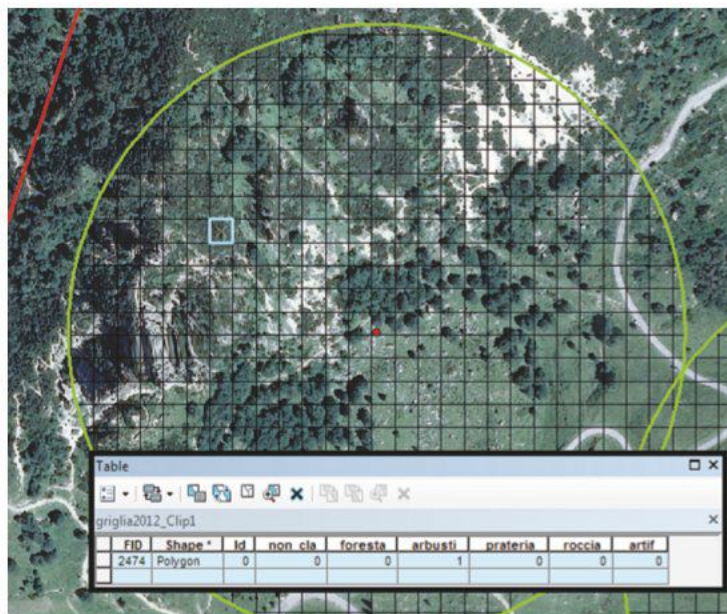 Table
griglia2012_Clip1
FID Shape * Id non_cla foresta arbusti prateria roccia artif
2474 Polygon 0 0 0 1 0 0 0